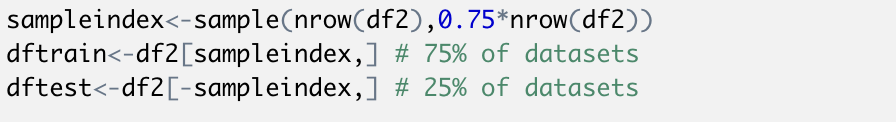 sampleindex<-sample(nrow(df2),0.75*nrow(df2))
dftrain<-df2[sampleindex,] # 75% of datasets
dftest<-df2[-sampleindex,] # 25% of datasets